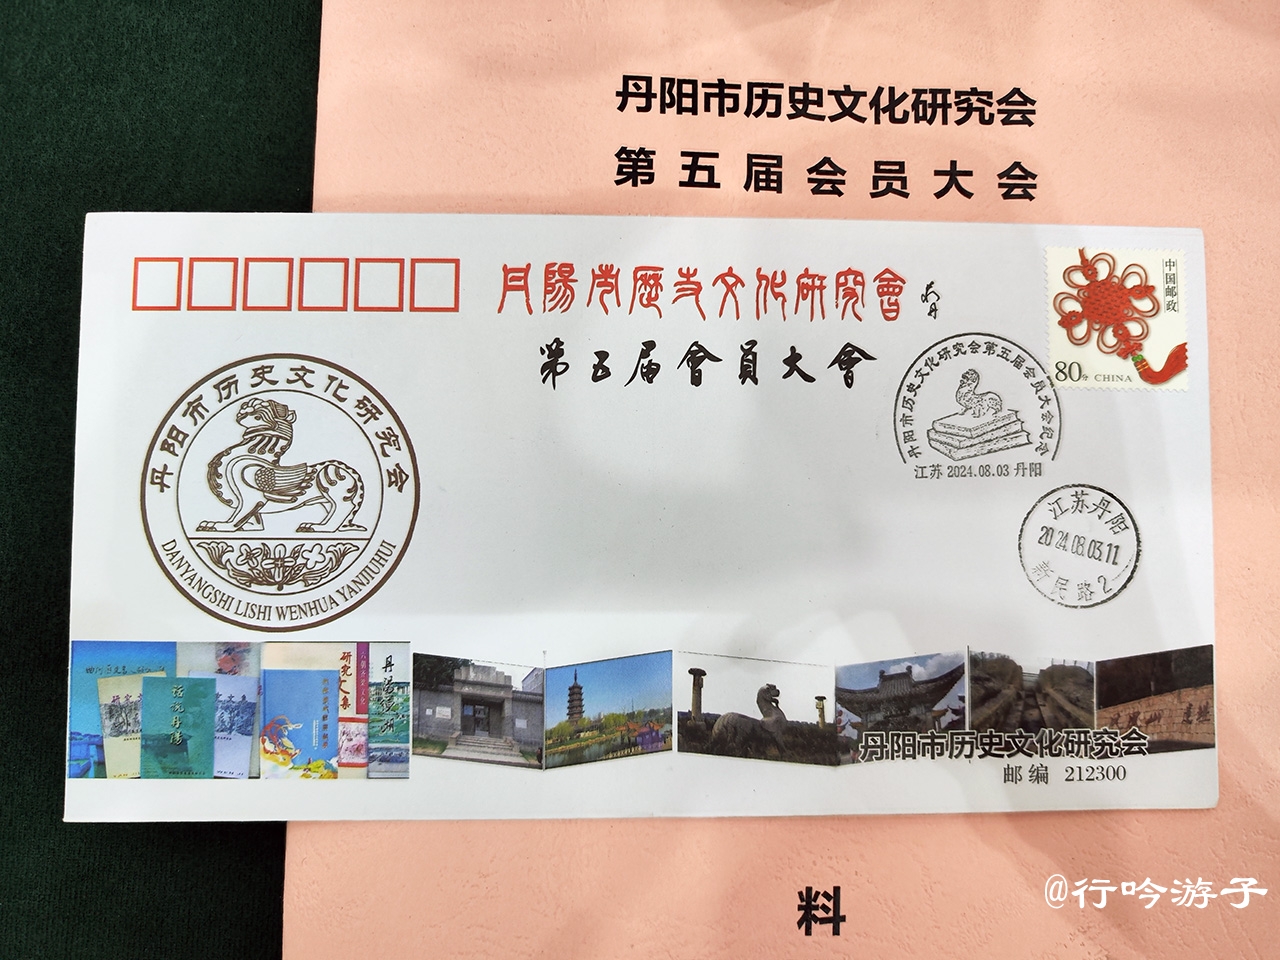 丹阳市历史文化研究会
第五届会员大会
丹陽市歷史文化研究會
第五届會員大會
中国邮政
80分 CHINA
丹阳市历史文化研究会第五届会员大会纪念
江苏 2024.08.03 丹阳
江苏丹阳
2024.08.03.11
新民路2
丹阳市历史文化研究会
DANYANGSHI LISHI WENHUA YANJIUHUI
研究文集
丹阳市历史文化研究会
邮编 212300
料
@行吟游子